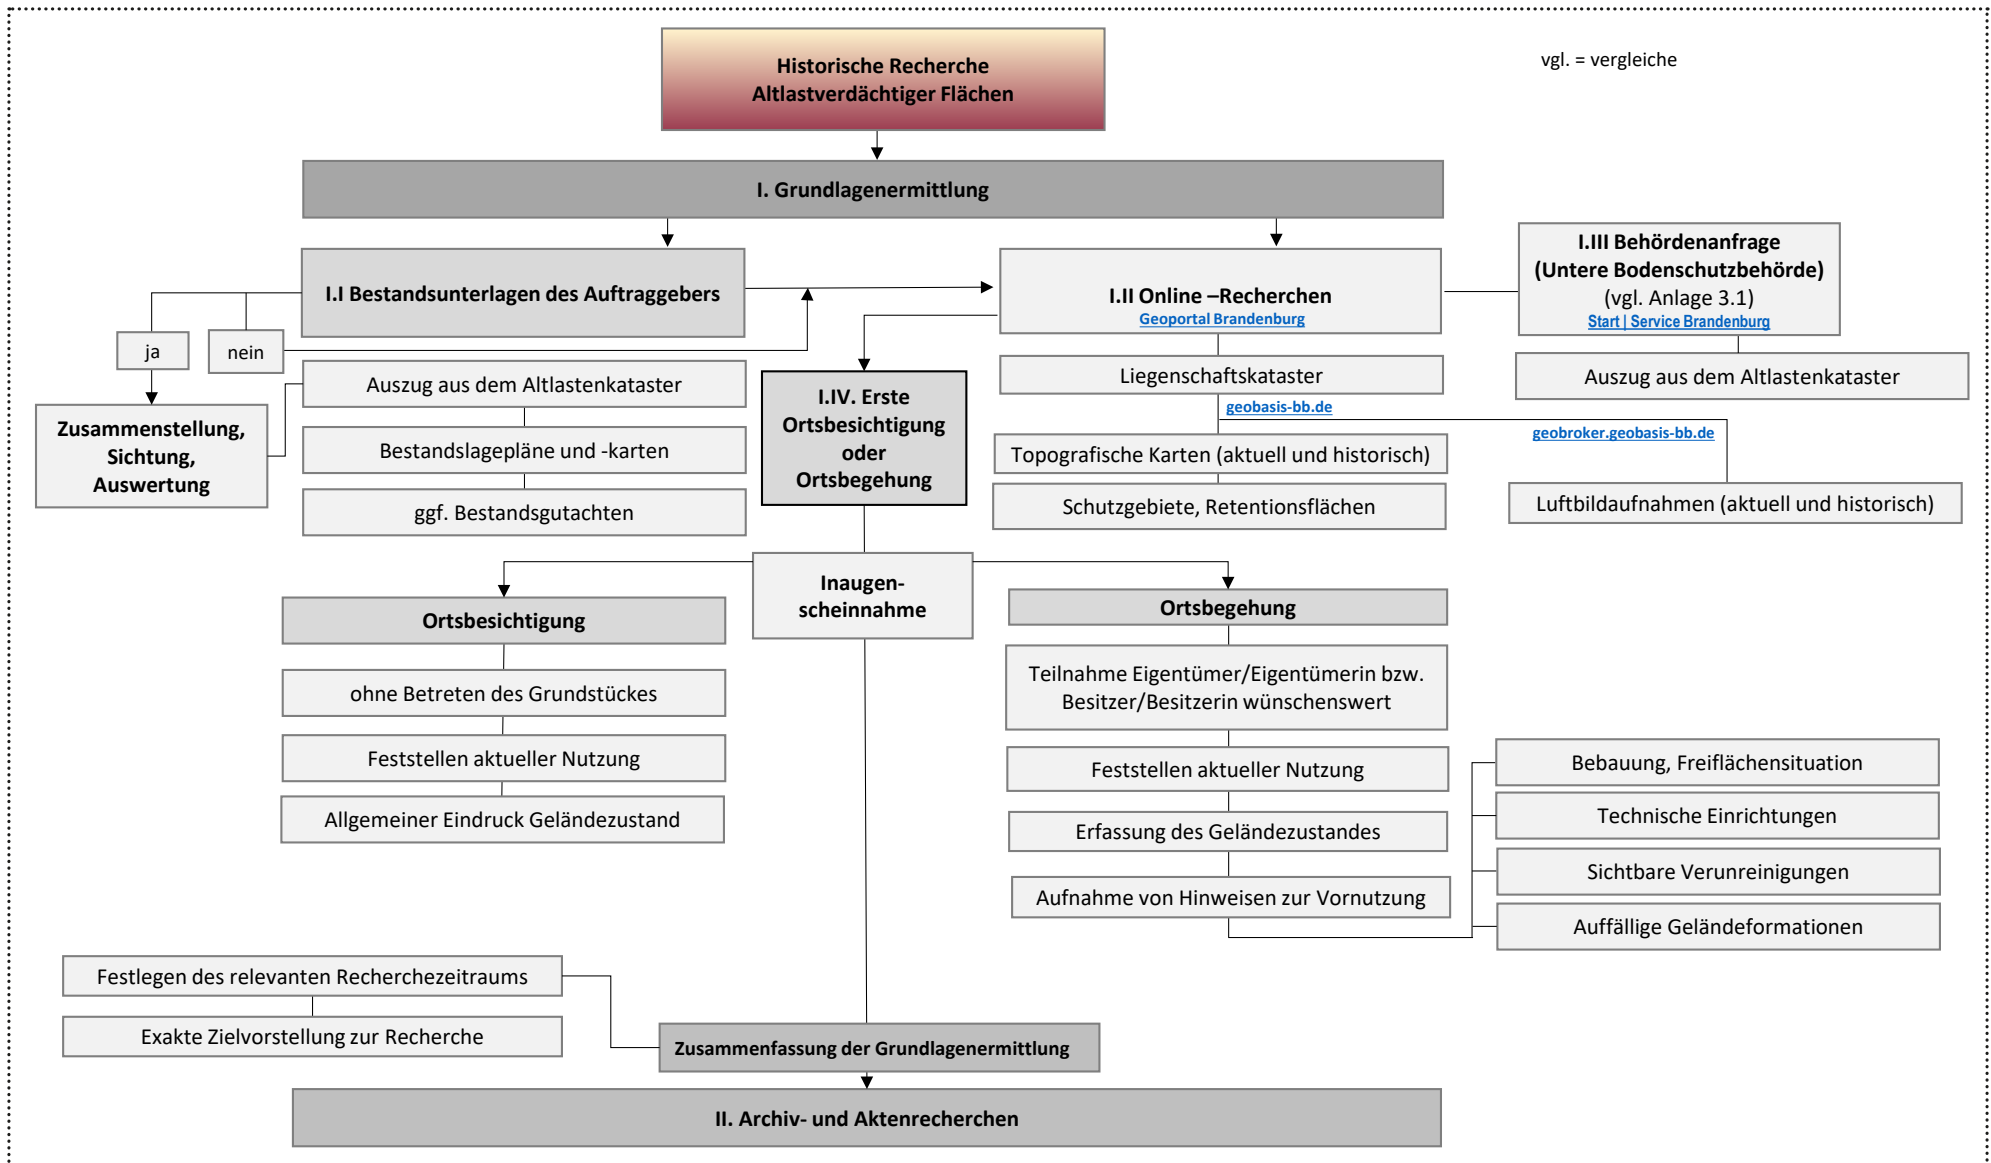 Historische Recherche
Altlastverdächtiger Flächen
vgl. = vergleiche
I. Grundlagenermittlung
I.I Bestandsunterlagen des Auftraggebers
I.II Online –Recherchen
Geoportal Brandenburg
I.III Behördenanfrage
(Untere Bodenschutzbehörde)
(vgl. Anlage 3.1)
Start | Service Brandenburg
ja
nein
Zusammenstellung,
Sichtung,
Auswertung
Auszug aus dem Altlastenkataster
Bestandslagepläne und -karten
ggf. Bestandsgutachten
I.IV. Erste
Ortsbesichtigung
oder
Ortsbegehung
Liegenschaftskataster
geobasis-bb.de
Topografische Karten (aktuell und historisch)
Schutzgebiete, Retentionsflächen
Auszug aus dem Altlastenkataster
geobroker.geobasis-bb.de
Luftbildaufnahmen (aktuell und historisch)
Inaugen-
scheinnahme
Ortsbesichtigung
ohne Betreten des Grundstückes
Feststellen aktueller Nutzung
Allgemeiner Eindruck Geländezustand
Ortsbegehung
Teilnahme Eigentümer/Eigentümerin bzw.
Besitzer/Besitzerin wünschenswert
Feststellen aktueller Nutzung
Erfassung des Geländezustandes
Aufnahme von Hinweisen zur Vornutzung
Bebauung, Freiflächensituation
Technische Einrichtungen
Sichtbare Verunreinigungen
Auffällige Geländeformationen
Festlegen des relevanten Recherchezeitraums
Exakte Zielvorstellung zur Recherche
Zusammenfassung der Grundlagenermittlung
II. Archiv- und Aktenrecherchen